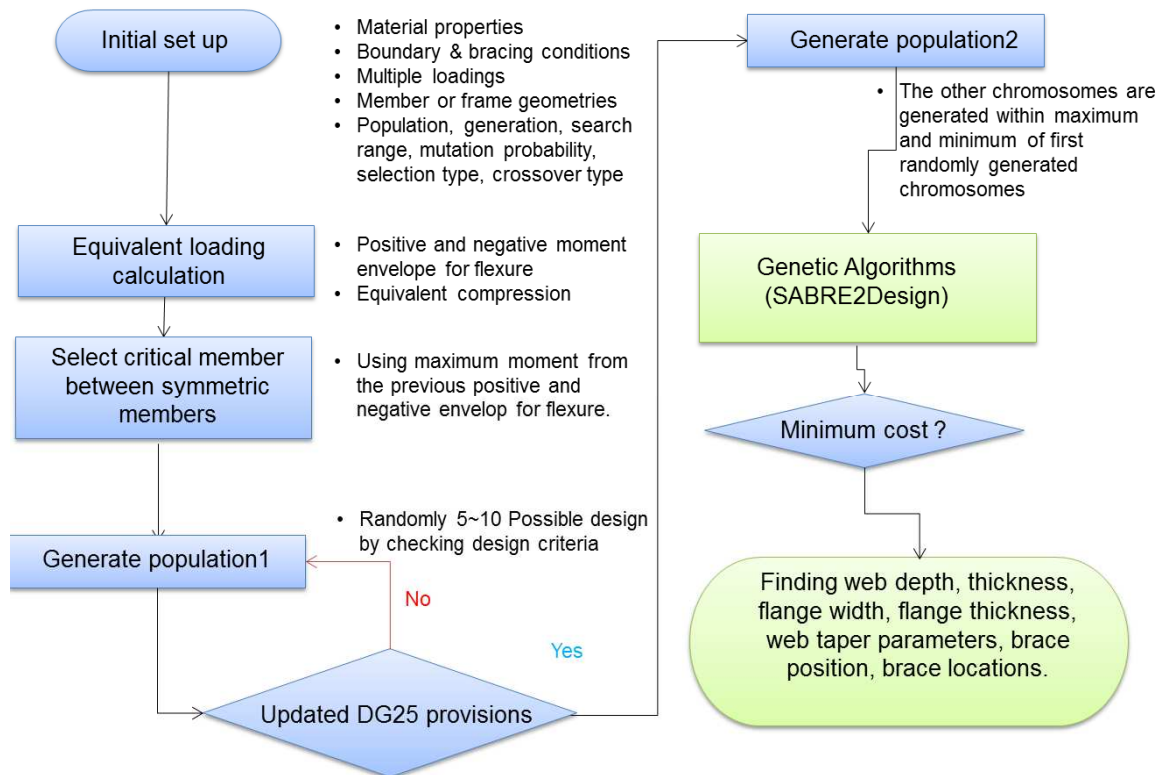 Initial set up
• Material properties
• Boundary & bracing conditions
• Multiple loadings
• Member or frame geometries
• Population, generation, search
range, mutation probability,
selection type, crossover type
Equivalent loading
calculation
• Positive and negative moment
envelope for flexure
• Equivalent compression
Select critical member
between symmetric
members
• Using maximum moment from
the previous positive and
negative envelop for flexure.
Generate population1
• Randomly 5~10 Possible design
by checking design criteria
No
Yes
Updated DG25 provisions
Generate population2
• The other chromosomes are
generated within maximum
and minimum of first
randomly generated
chromosomes
Genetic Algorithms
(SABRE2Design)
Minimum cost ?
Finding web depth, thickness,
flange width, flange thickness,
web taper parameters, brace
position, brace locations.